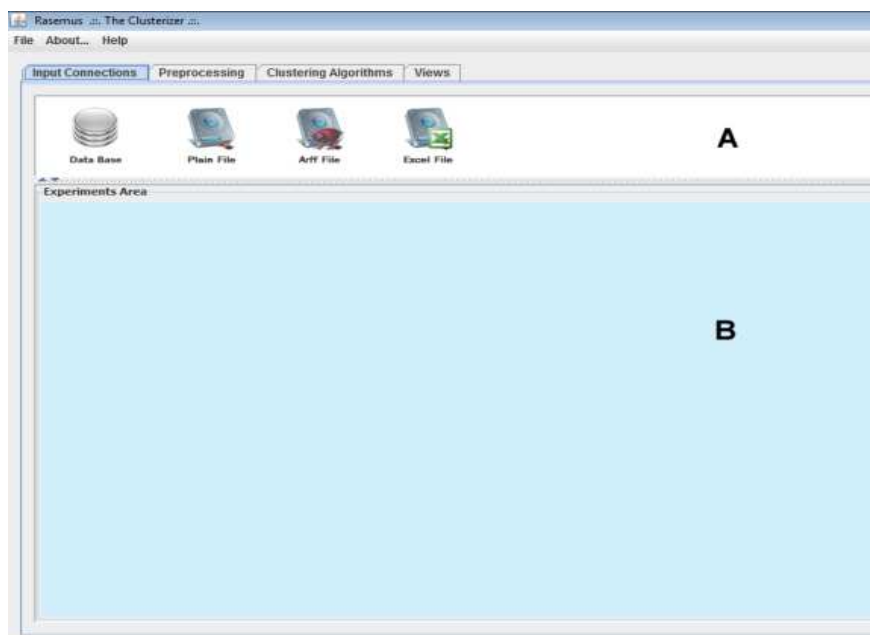 Rasemus .::. The Clusterizer .::.
File About... Help
Input Connections Preprocessing Clustering Algorithms Views
Data Base Plain File Arff File Excel File
A
Experiments Area
B